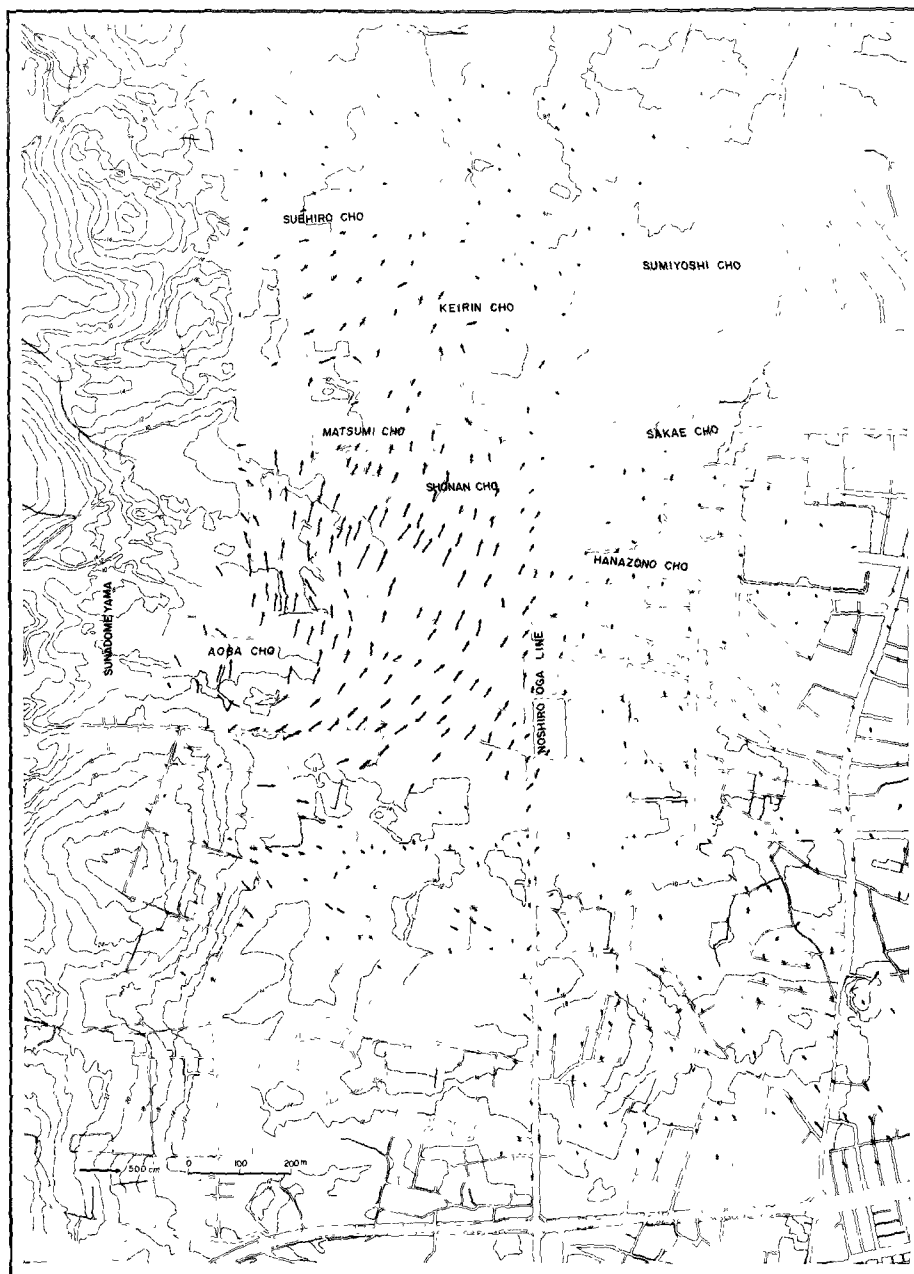 SUEHIRO CHO
SUMIYOSHI CHO
KEIRIN CHO
MATSUMI CHO
SAKAE CHO
SHONAN CHO
HANAZONO CHO
SUNADOMEYAMA
AOBA CHO
NOSHIRO OGA LINE
500 cm
0 100 200 m